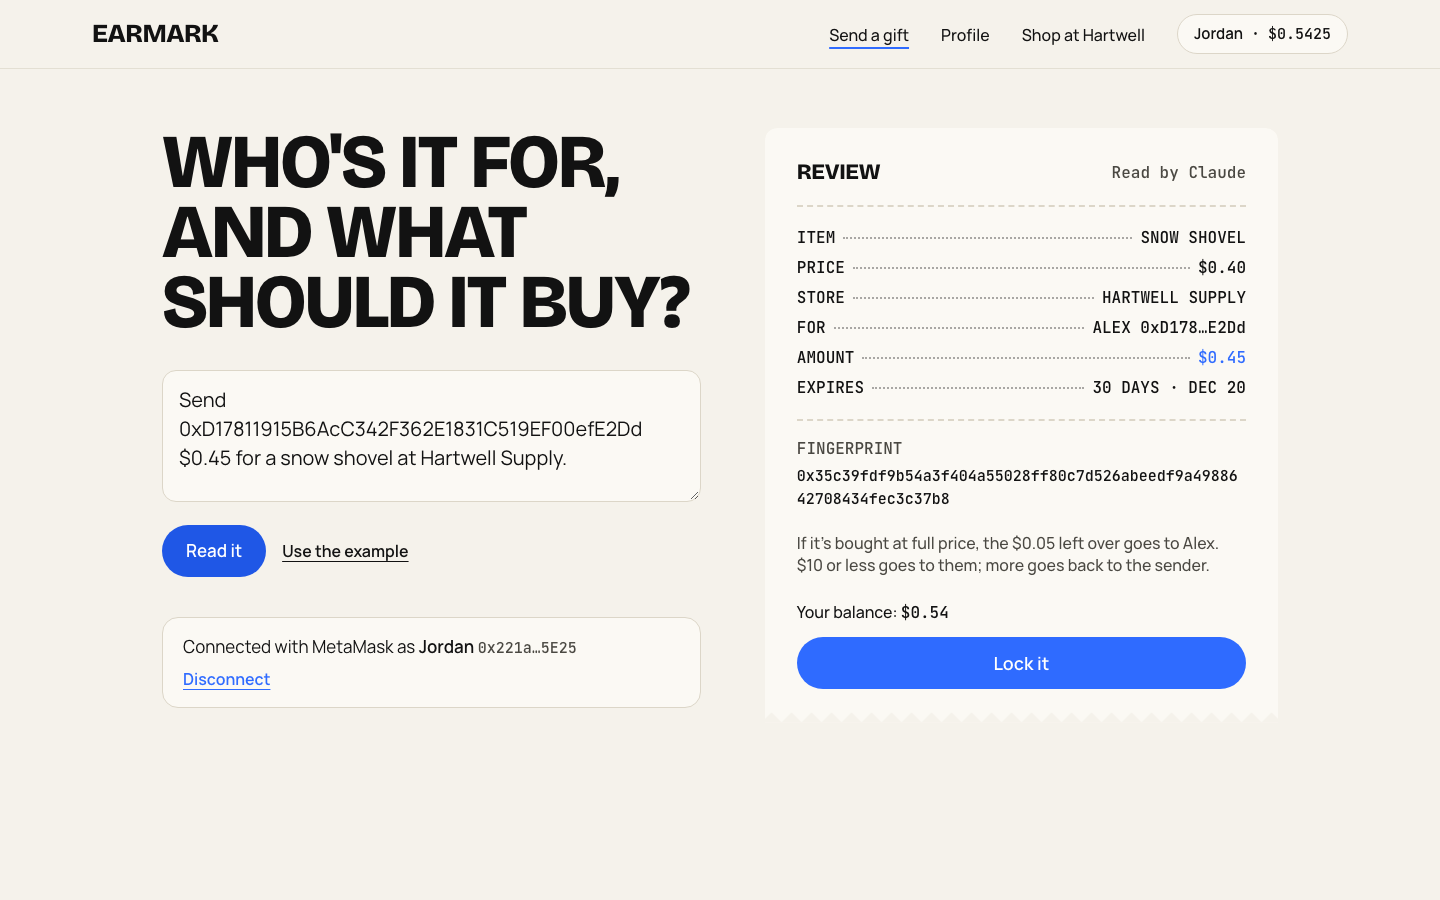 EARMARK
Send a gift
Profile
Shop at Hartwell
Jordan · $0.5425
WHO'S IT FOR,
AND WHAT
SHOULD IT BUY?
Send
0xD17811915B6AcC342F362E1831C519EF00efE2Dd
$0.45 for a snow shovel at Hartwell Supply.
Read it
Use the example
Connected with MetaMask as Jordan 0x221a…5E25
Disconnect
REVIEW
Read by Claude
ITEM SNOW SHOVEL
PRICE $0.40
STORE HARTWELL SUPPLY
FOR ALEX 0xD178…E2Dd
AMOUNT $0.45
EXPIRES 30 DAYS · DEC 20
FINGERPRINT
0x35c39fdf9b54a3f404a55028ff80c7d526abeedf9a49886
42708434fec3c37b8
If it's bought at full price, the $0.05 left over goes to Alex.
$10 or less goes to them; more goes back to the sender.
Your balance: $0.54
Lock it